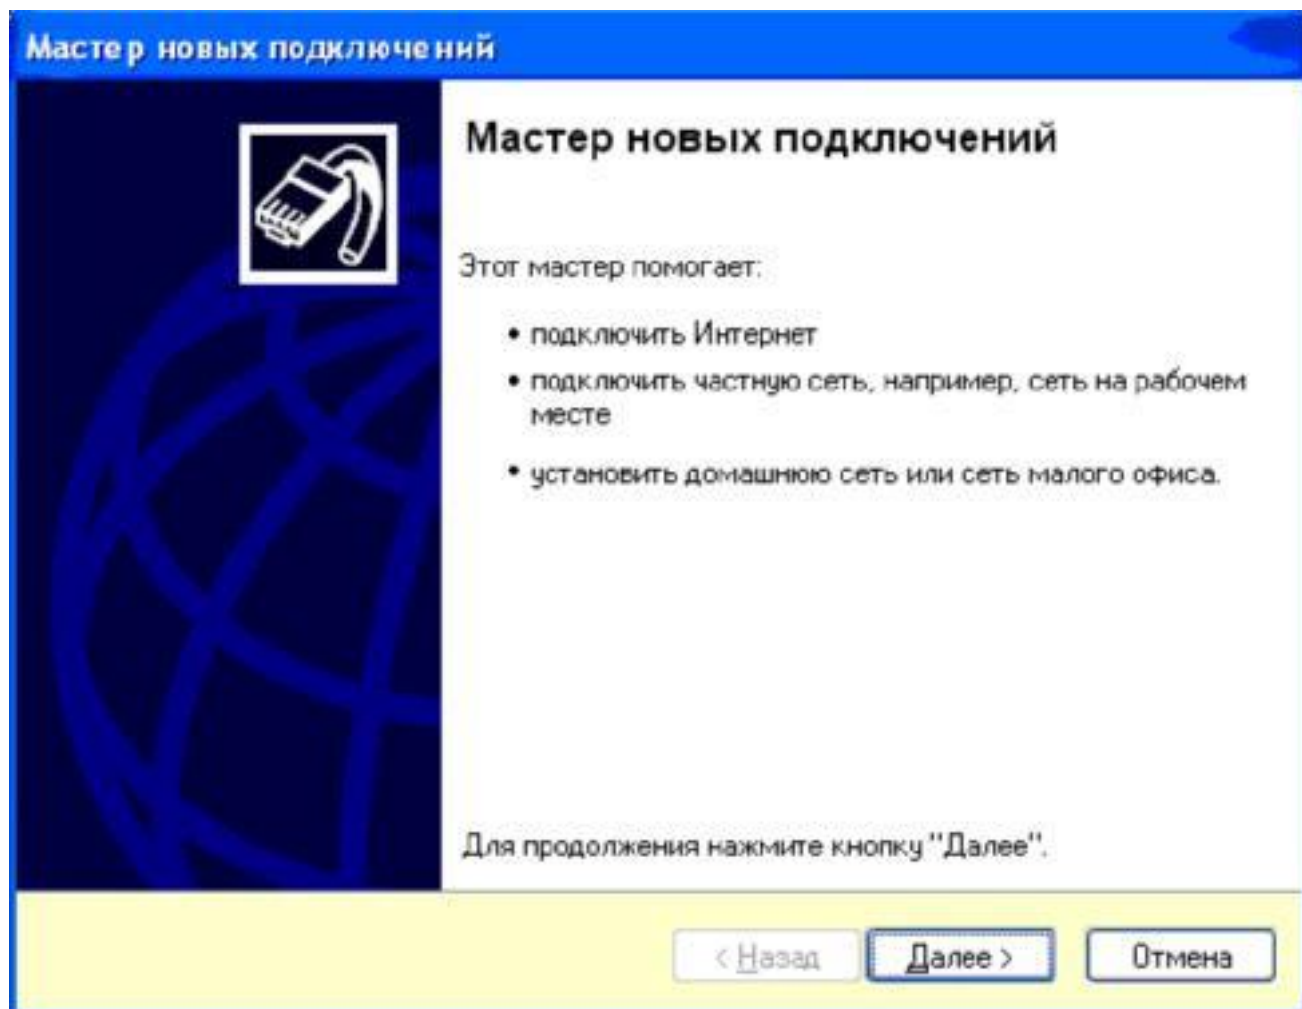 Мастер новых подключений
Мастер новых подключений
Этот мастер помогает:
• подключить Интернет
• подключить частную сеть, например, сеть на рабочем
месте
• установить домашнюю сеть или сеть малого офиса.
Для продолжения нажмите кнопку "Далее".
< Назад Далее > Отмена